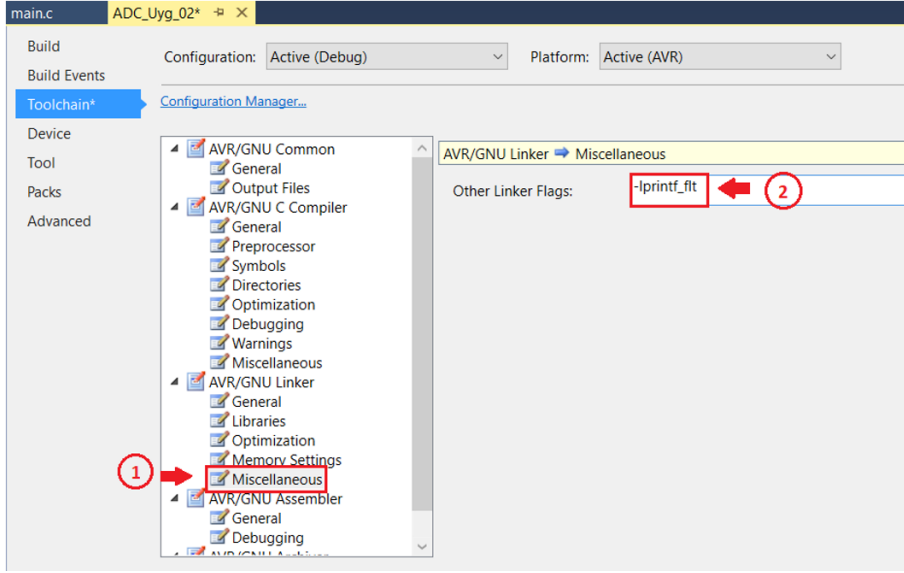 main.c
ADC_Uyg_02*
Build
Build Events
Toolchain*
Device
Tool
Packs
Advanced
Configuration: Active (Debug)
Platform: Active (AVR)
Configuration Manager...
AVR/GNU Common
General
Output Files
AVR/GNU C Compiler
General
Preprocessor
Symbols
Directories
Optimization
Debugging
Warnings
Miscellaneous
AVR/GNU Linker
General
Libraries
Optimization
Memory Settings
1
Miscellaneous
AVR/GNU Assembler
General
Debugging
AVR/GNU Archiver
AVR/GNU Linker ➡ Miscellaneous
Other Linker Flags: -lprintf_flt
2